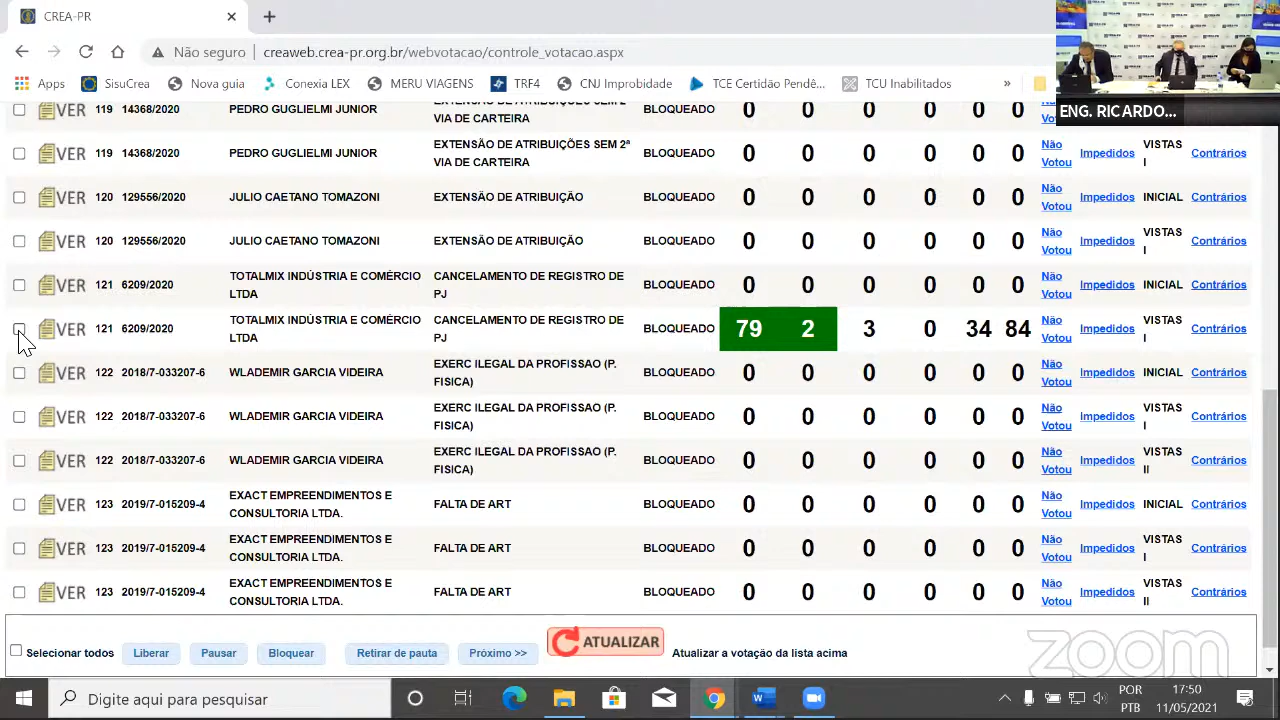 CREA-PR
Não seguro
creaweb.crea-pr.org.b
.asp
Apps
SisuCrea
Nova guia
CNJ Improbidade
TCU Inabilitados
»
ENG. RICARDO...
119 14368/2020 PEDRO GUGLIELMI JUNIOR VIA DE CARTEIRA 0 0 0 0 0 0
VER 119 14368/2020 PEDRO GUGLIELMI JUNIOR EXTENSÃO DE ATRIBUIÇÕES SEM 2ª VIA DE CARTEIRA BLOQUEADO 0 0 0 0 0 0 Não Votou Impedidos VISTAS I Contrários
VER 120 129556/2020 JULIO CAETANO TOMAZONI EXTENSÃO DE ATRIBUIÇÃO BLOQUEADO 0 0 0 0 0 0 Não Votou Impedidos INICIAL Contrários
VER 120 129556/2020 JULIO CAETANO TOMAZONI EXTENSÃO DE ATRIBUIÇÃO BLOQUEADO 0 0 0 0 0 0 Não Votou Impedidos VISTAS I Contrários
VER 121 6209/2020 TOTALMIX INDÚSTRIA E COMÉRCIO LTDA CANCELAMENTO DE REGISTRO DE PJ BLOQUEADO 0 0 0 0 0 0 Não Votou Impedidos INICIAL Contrários
VER 121 6209/2020 TOTALMIX INDÚSTRIA E COMÉRCIO LTDA CANCELAMENTO DE REGISTRO DE PJ BLOQUEADO 79 2 3 0 34 84 Não Votou Impedidos VISTAS I Contrários
VER 122 2018/7-033207-6 WLADEMIR GARCIA VIDEIRA EXERC ILEGAL DA PROFISSAO (P. FISICA) BLOQUEADO 0 0 0 0 0 0 Não Votou Impedidos INICIAL Contrários
VER 122 2018/7-033207-6 WLADEMIR GARCIA VIDEIRA EXERC ILEGAL DA PROFISSAO (P. FISICA) BLOQUEADO 0 0 0 0 0 0 Não Votou Impedidos VISTAS I Contrários
VER 122 2018/7-033207-6 WLADEMIR GARCIA VIDEIRA EXERC ILEGAL DA PROFISSAO (P. FISICA) BLOQUEADO 0 0 0 0 0 0 Não Votou Impedidos VISTAS II Contrários
VER 123 2019/7-015209-4 EXACT EMPREENDIMENTOS E CONSULTORIA LTDA. FALTA DE ART BLOQUEADO 0 0 0 0 0 0 Não Votou Impedidos INICIAL Contrários
VER 123 2019/7-015209-4 EXACT EMPREENDIMENTOS E CONSULTORIA LTDA. FALTA DE ART BLOQUEADO 0 0 0 0 0 0 Não Votou Impedidos VISTAS I Contrários
VER 123 2019/7-015209-4 EXACT EMPREENDIMENTOS E CONSULTORIA LTDA. FALTA DE ART BLOQUEADO 0 0 0 0 0 0 Não Votou Impedidos VISTAS II Contrários
Selecionar todos Liberar Pausar Bloquear Retirar de pauta Próximo >> ATUALIZAR Atualizar a votação da lista acima
zoom
Digite aqui para pesquisar
POR
PTB
17:50
11/05/2021